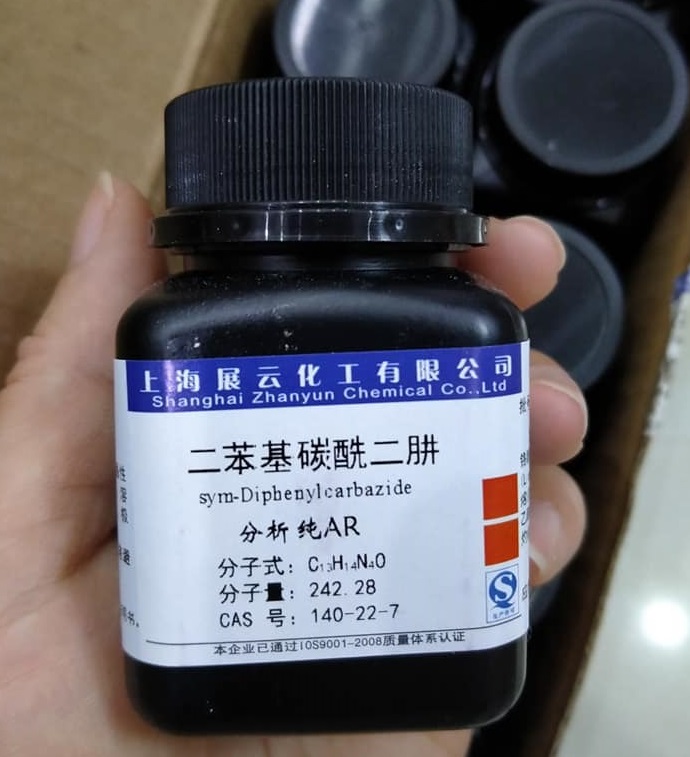 上海展云化工有限公司
Shanghai Zhanyun Chemical Co.,Ltd
二苯基碳酰二肼
sym-Diphenylcarbazide
分析纯AR
分子式: C₁₃H₁₄N₄O
分子量: 242.28
CAS 号: 140-22-7
本企业已通过IOS9001-2008质量体系认证